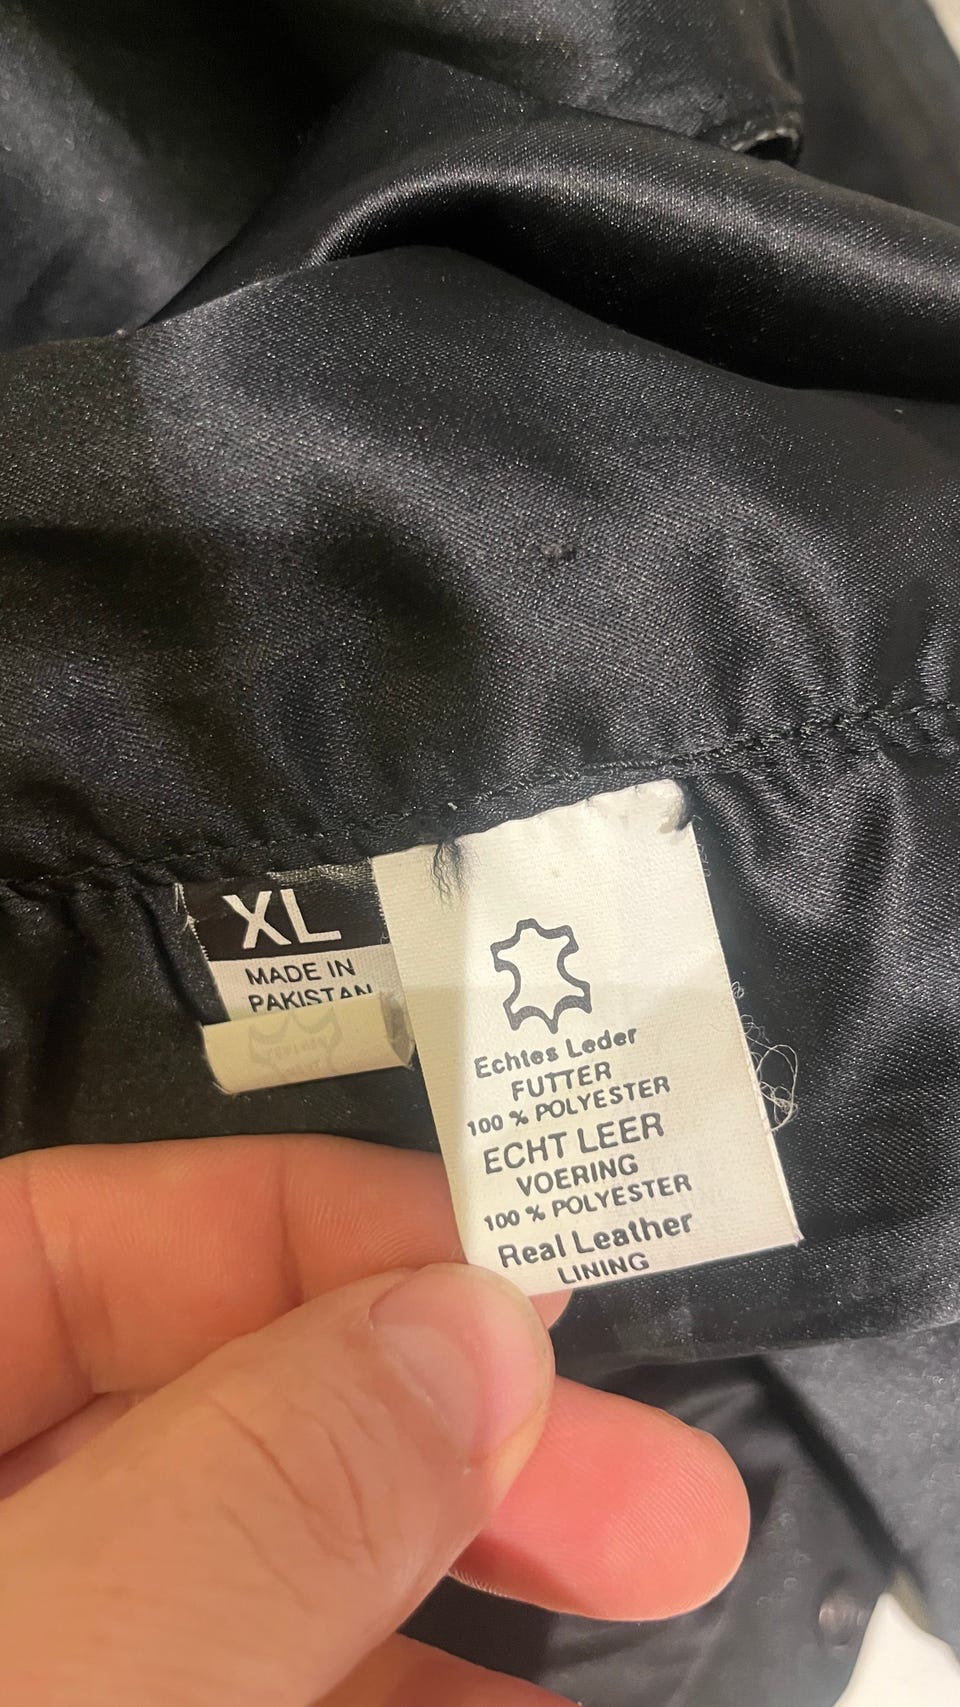 XL
MADE IN
PAKISTAN
Echtes Leder
FUTTER
100 % POLYESTER
ECHT LEER
VOERING
100 % POLYESTER
Real Leather
LINING